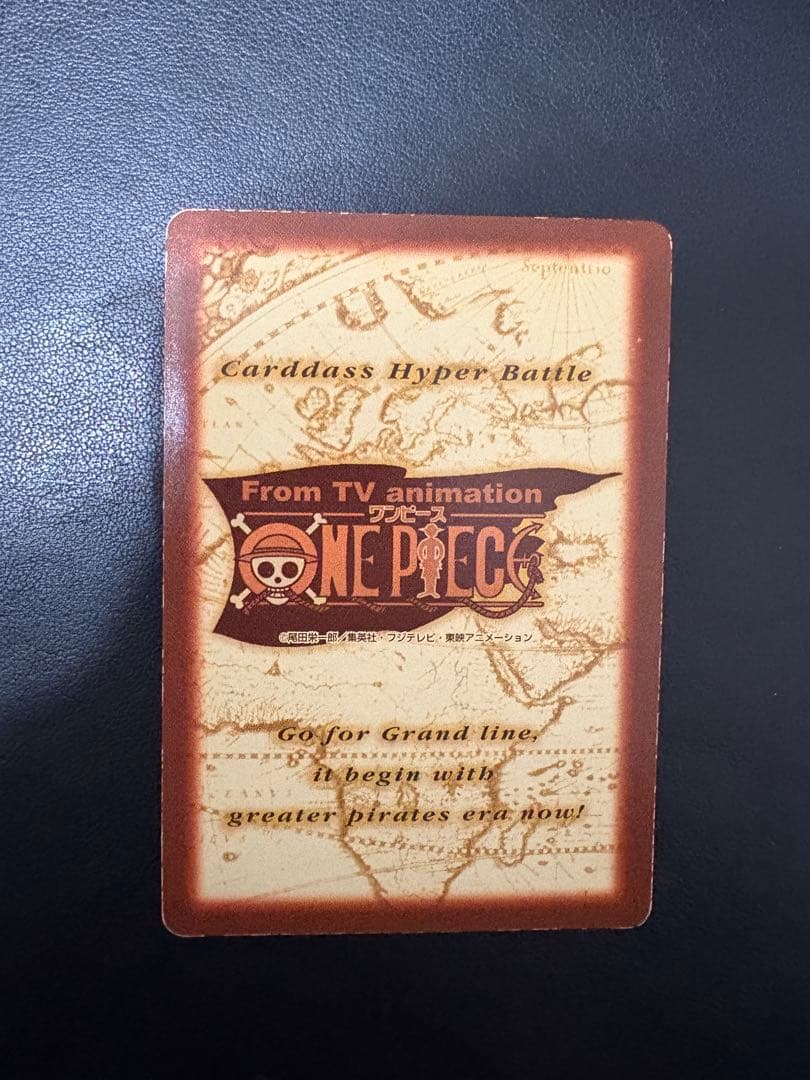 Septentrio
Carddass Hyper Battle
From TV animation
ワンピース
ONE PIECE
©尾田栄一郎/集英社・フジテレビ・東映アニメーション
Go for Grand line,
it begin with
greater pirates era now!